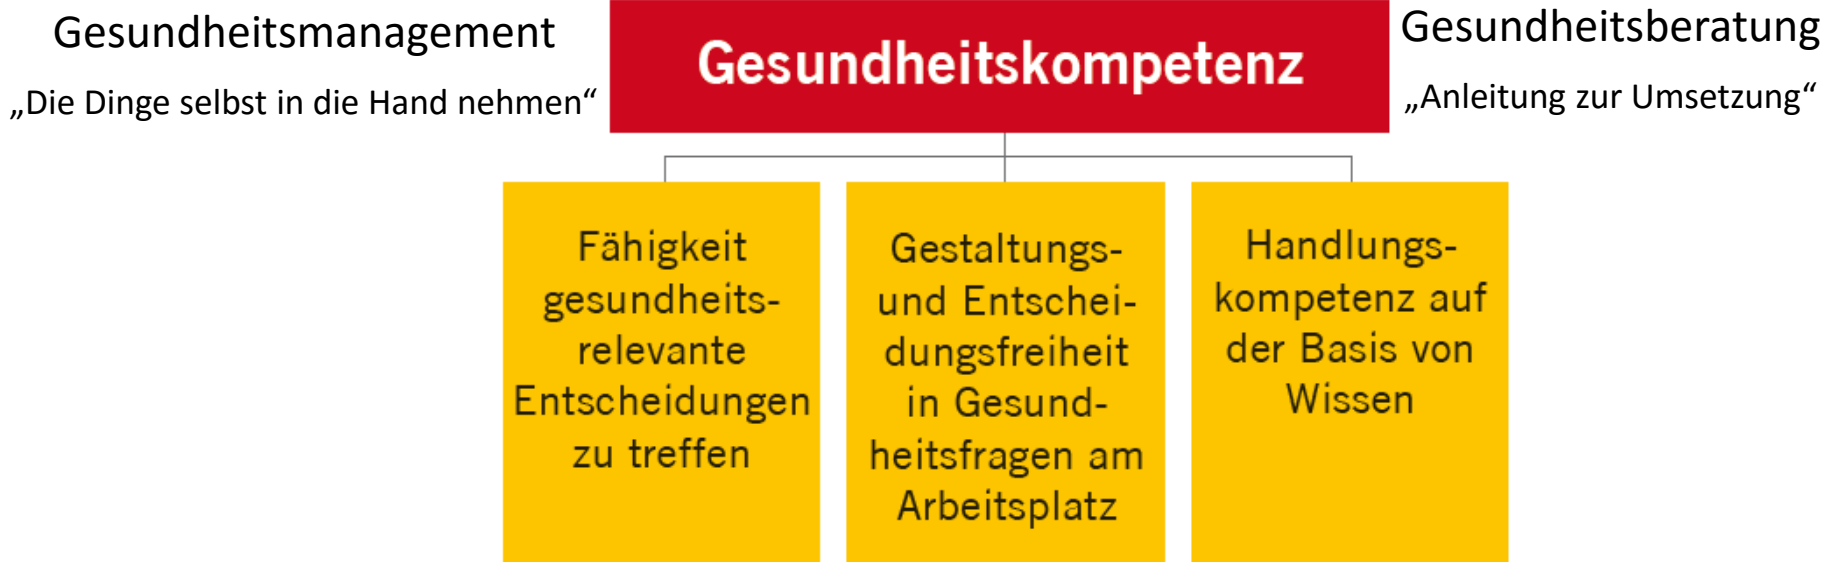 Gesundheitsmanagement
„Die Dinge selbst in die Hand nehmen“
Gesundheitskompetenz
Gesundheitsberatung
„Anleitung zur Umsetzung“
Fähigkeit
gesundheits-
relevante
Entscheidungen
zu treffen
Gestaltungs-
und Entschei-
dungsfreiheit
in Gesund-
heitsfragen am
Arbeitsplatz
Handlungs-
kompetenz auf
der Basis von
Wissen